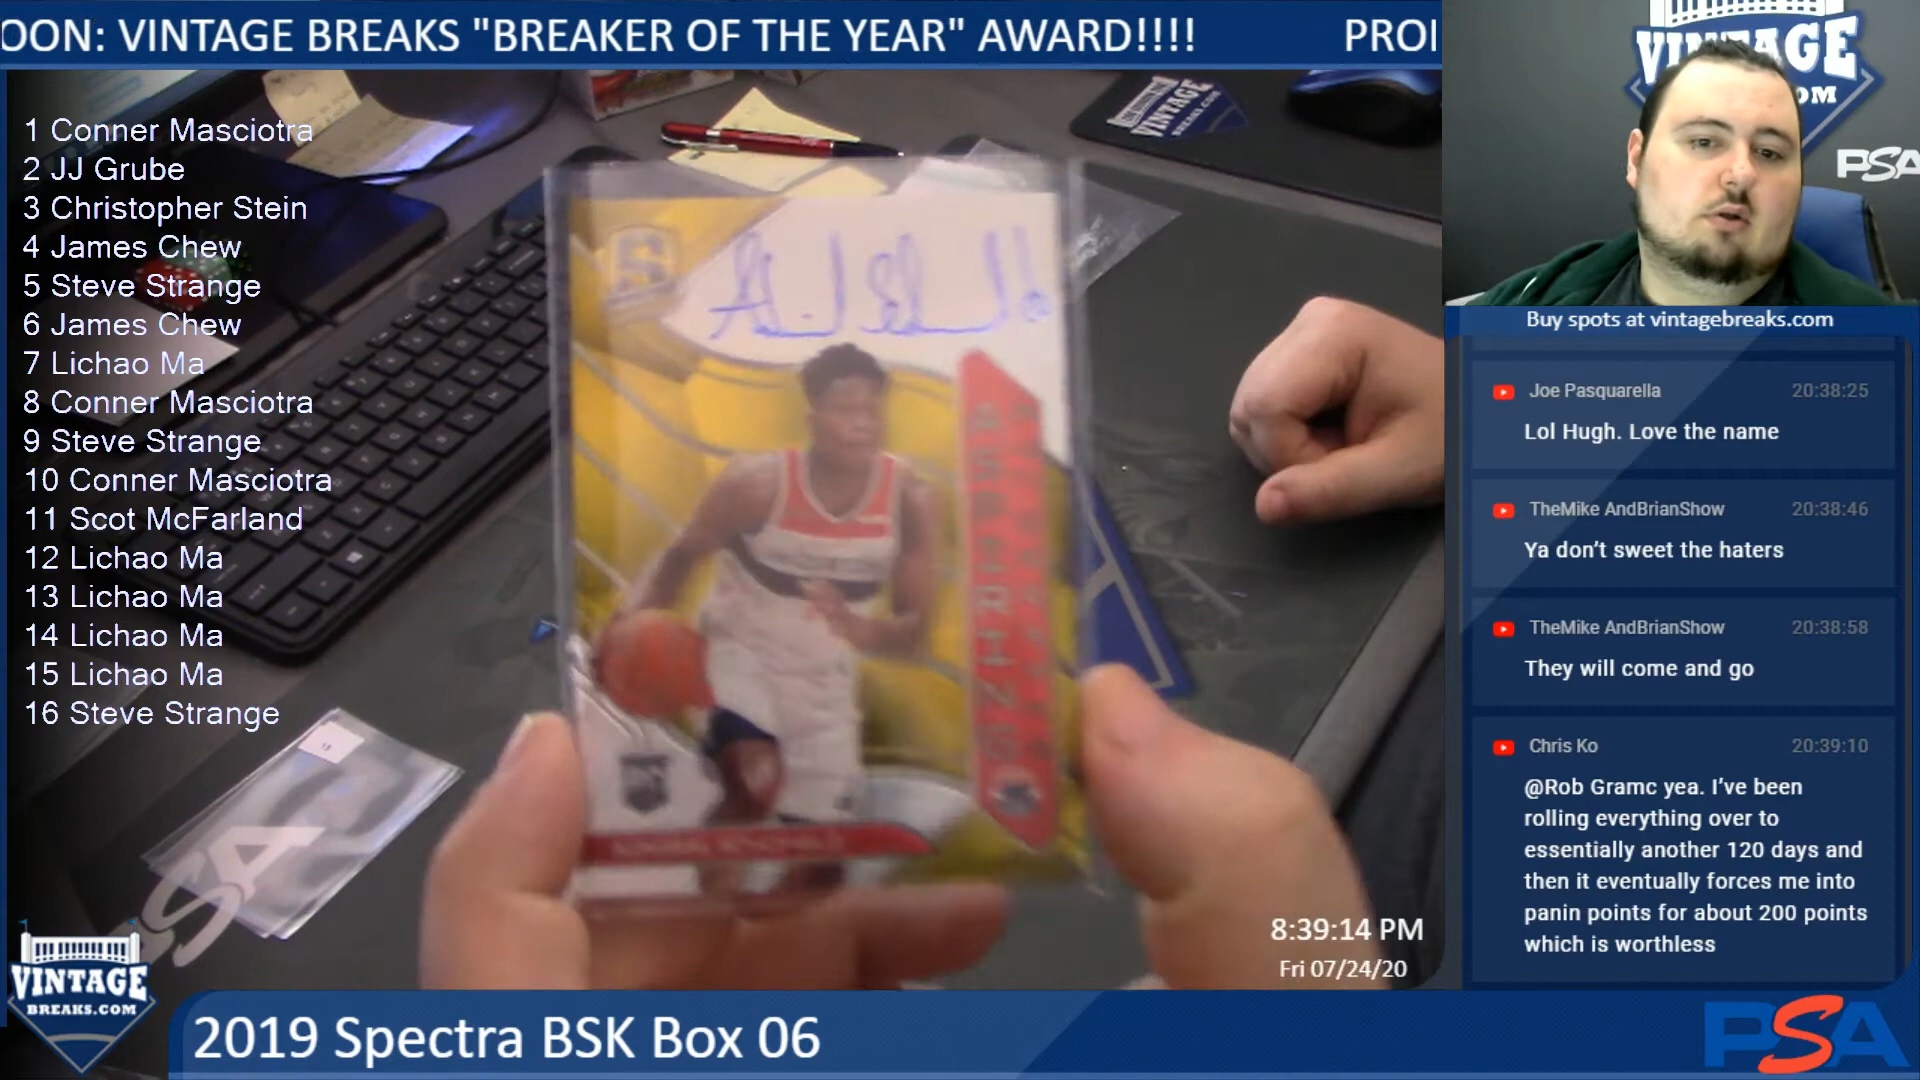 OON: VINTAGE BREAKS "BREAKER OF THE YEAR" AWARD!!!! PROI
1 Conner Masciotra
2 JJ Grube
3 Christopher Stein
4 James Chew
5 Steve Strange
6 James Chew
7 Lichao Ma
8 Conner Masciotra
9 Steve Strange
10 Conner Masciotra
11 Scot McFarland
12 Lichao Ma
13 Lichao Ma
14 Lichao Ma
15 Lichao Ma
16 Steve Strange
VINTAGE
BREAKS.COM
S
13
PSA
8:39:14 PM
Fri 07/24/20
VINTAGE
OM
PSA
Buy spots at vintagebreaks.com
Joe Pasquarella 20:38:25
Lol Hugh. Love the name
TheMike AndBrianShow 20:38:46
Ya don't sweet the haters
TheMike AndBrianShow 20:38:58
They will come and go
Chris Ko 20:39:10
@Rob Gramc yea. I've been
rolling everything over to
essentially another 120 days and
then it eventually forces me into
panin points for about 200 points
which is worthless
VINTAGE
BREAKS.COM
2019 Spectra BSK Box 06
PSA